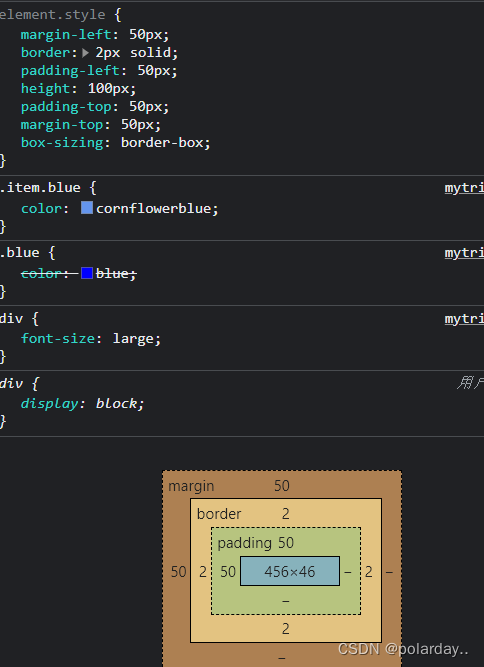 element.style {
margin-left: 50px;
border: 2px solid;
padding-left: 50px;
height: 100px;
padding-top: 50px;
margin-top: 50px;
box-sizing: border-box;
}
.item.blue {
mytri
color: cornflowerblue;
}
.blue {
mytri
color: blue;
}
div {
mytri
font-size: large;
}
div {
用户
display: block;
}
margin 50
border 2
padding 50
50 2 50 456×46 – 2 –
–
2
–
CSDN @polarday..